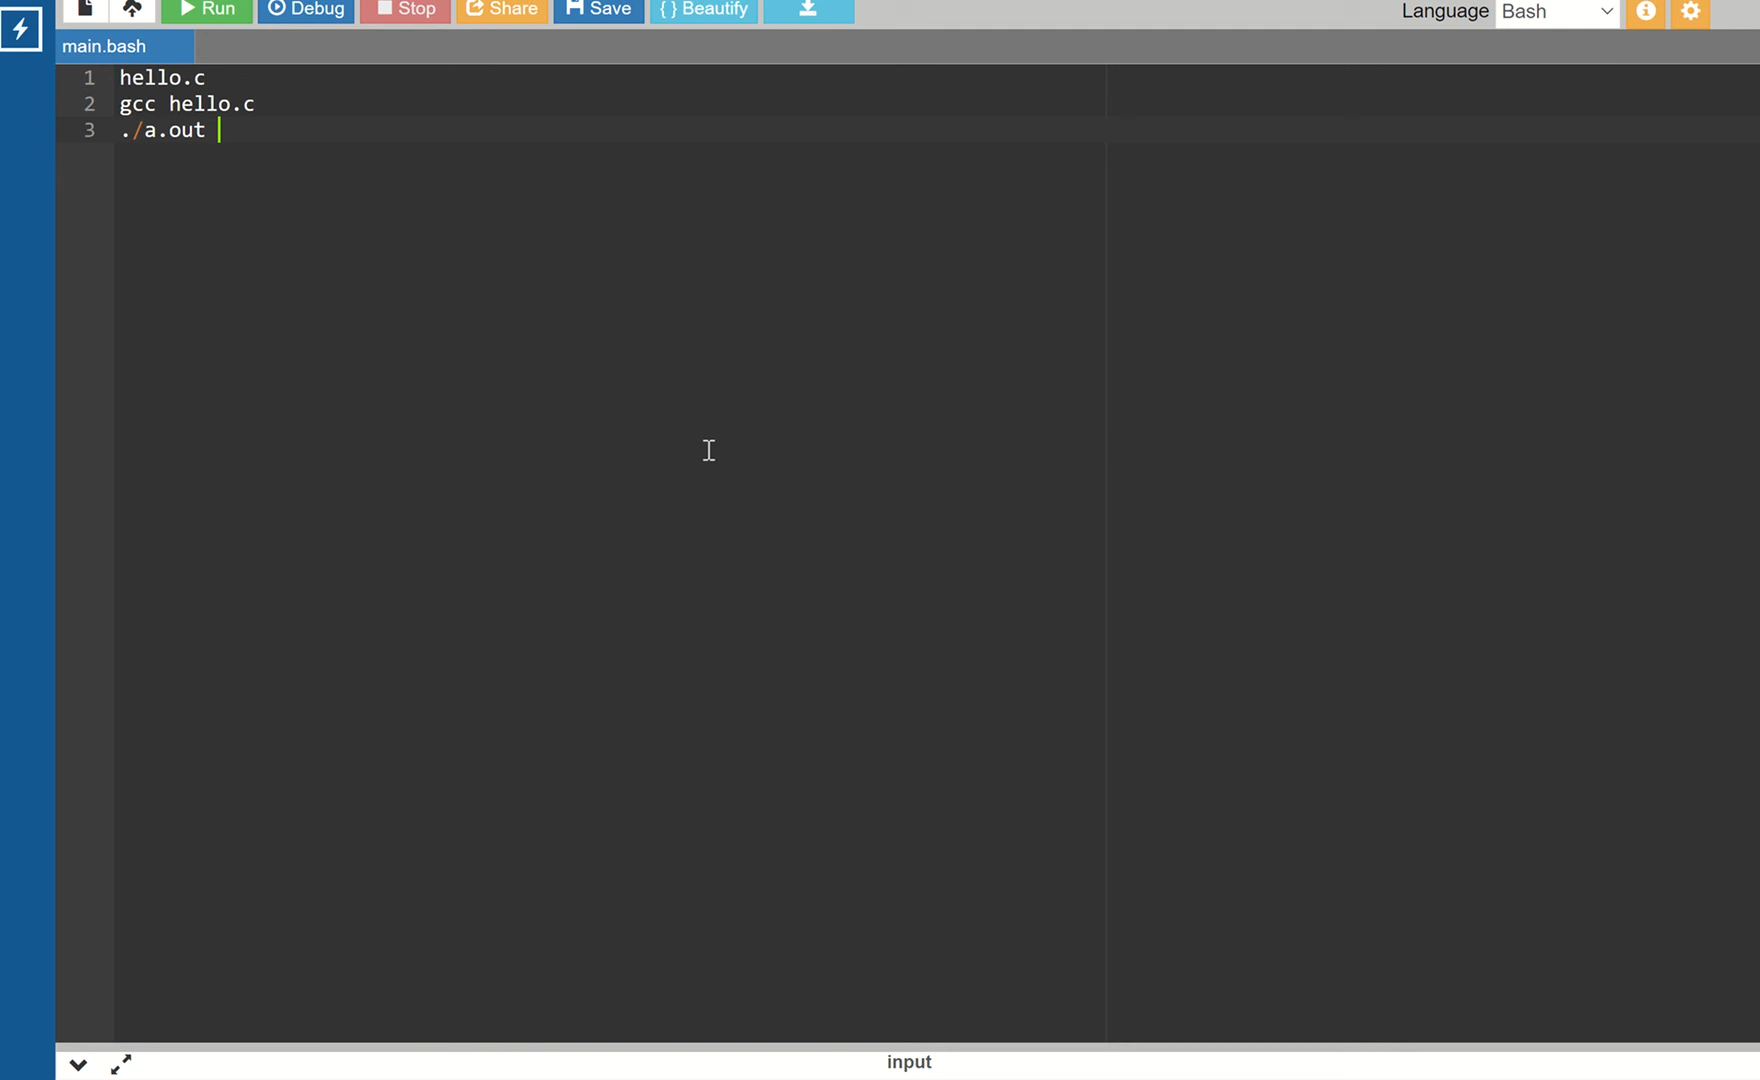 Run Debug Stop Share Save { } Beautify Language Bash
main.bash
1 hello.c
2 gcc hello.c
3 ./a.out
input